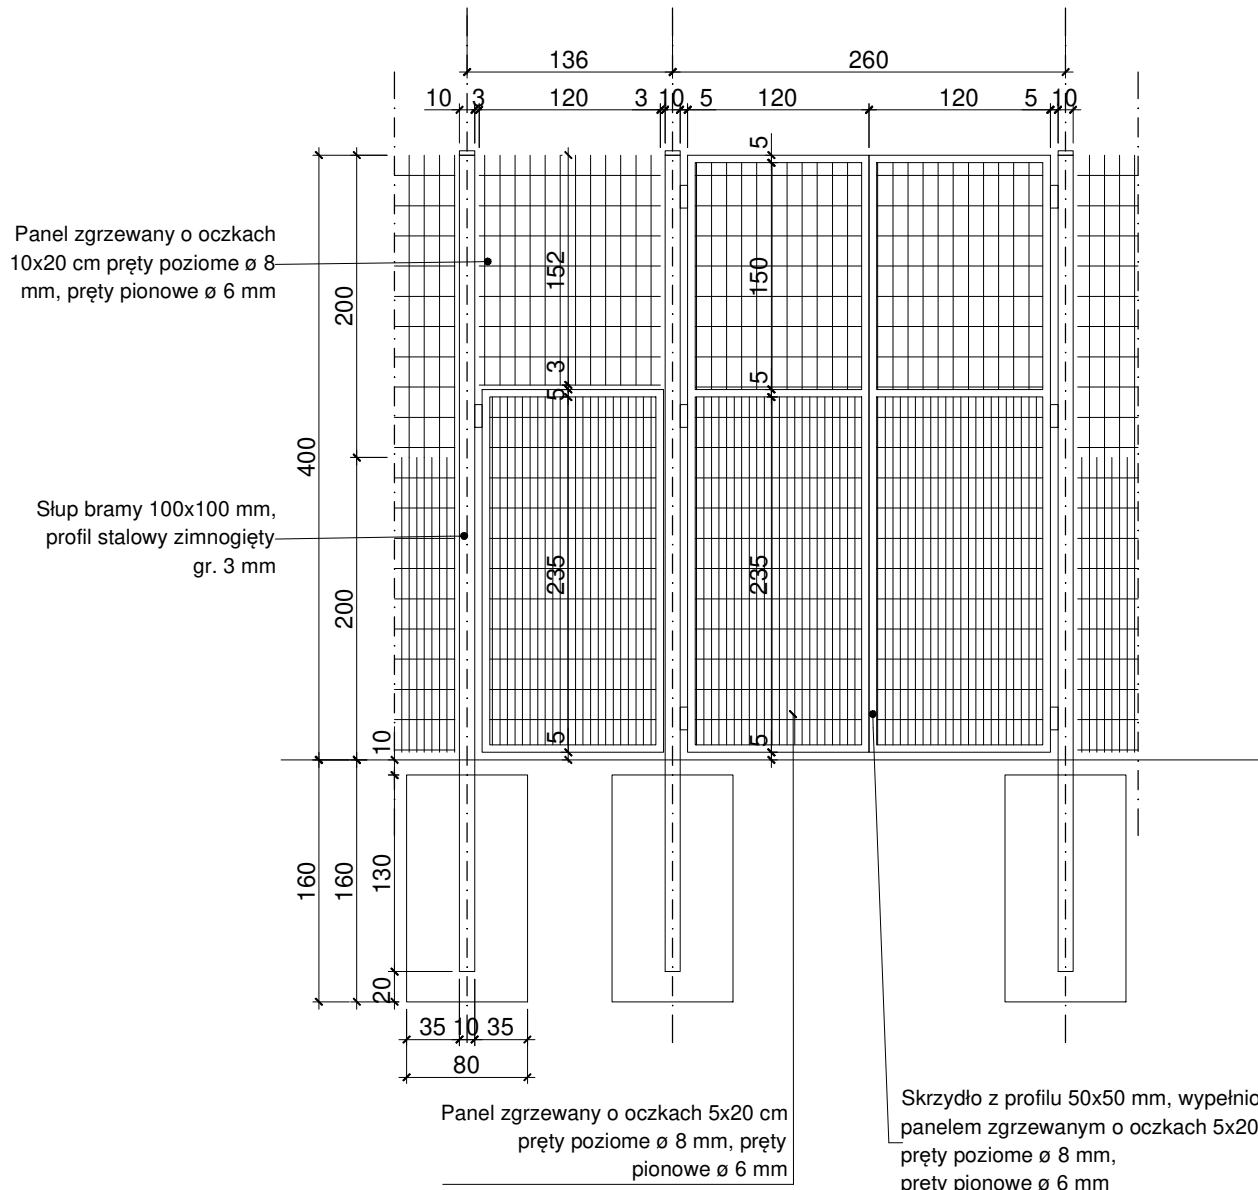 136
260
10
3
120
3
10
5
120
120
5
10
5
Panel zgrzewany o oczkach
10x20 cm pręty poziome ø 8
mm, pręty pionowe ø 6 mm
200
152
150
3
5
5
400
Słup bramy 100x100 mm,
profil stalowy zimnogięty
gr. 3 mm
200
235
235
10
5
5
160
160
130
20
35
10
35
80
Panel zgrzewany o oczkach 5x20 cm
pręty poziome ø 8 mm, pręty
pionowe ø 6 mm
Skrzydło z profilu 50x50 mm, wypełnio
panelem zgrzewanym o oczkach 5x20
pręty poziome ø 8 mm,
pręty pionowe ø 6 mm